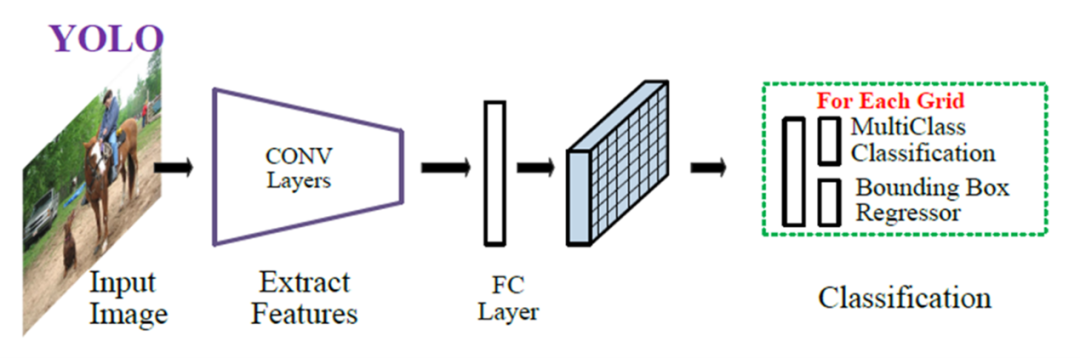 YOLO
CONV
Layers
For Each Grid
MultiClass
Classification
Bounding Box
Regressor
Input
Image
Extract
Features
FC
Layer
Classification